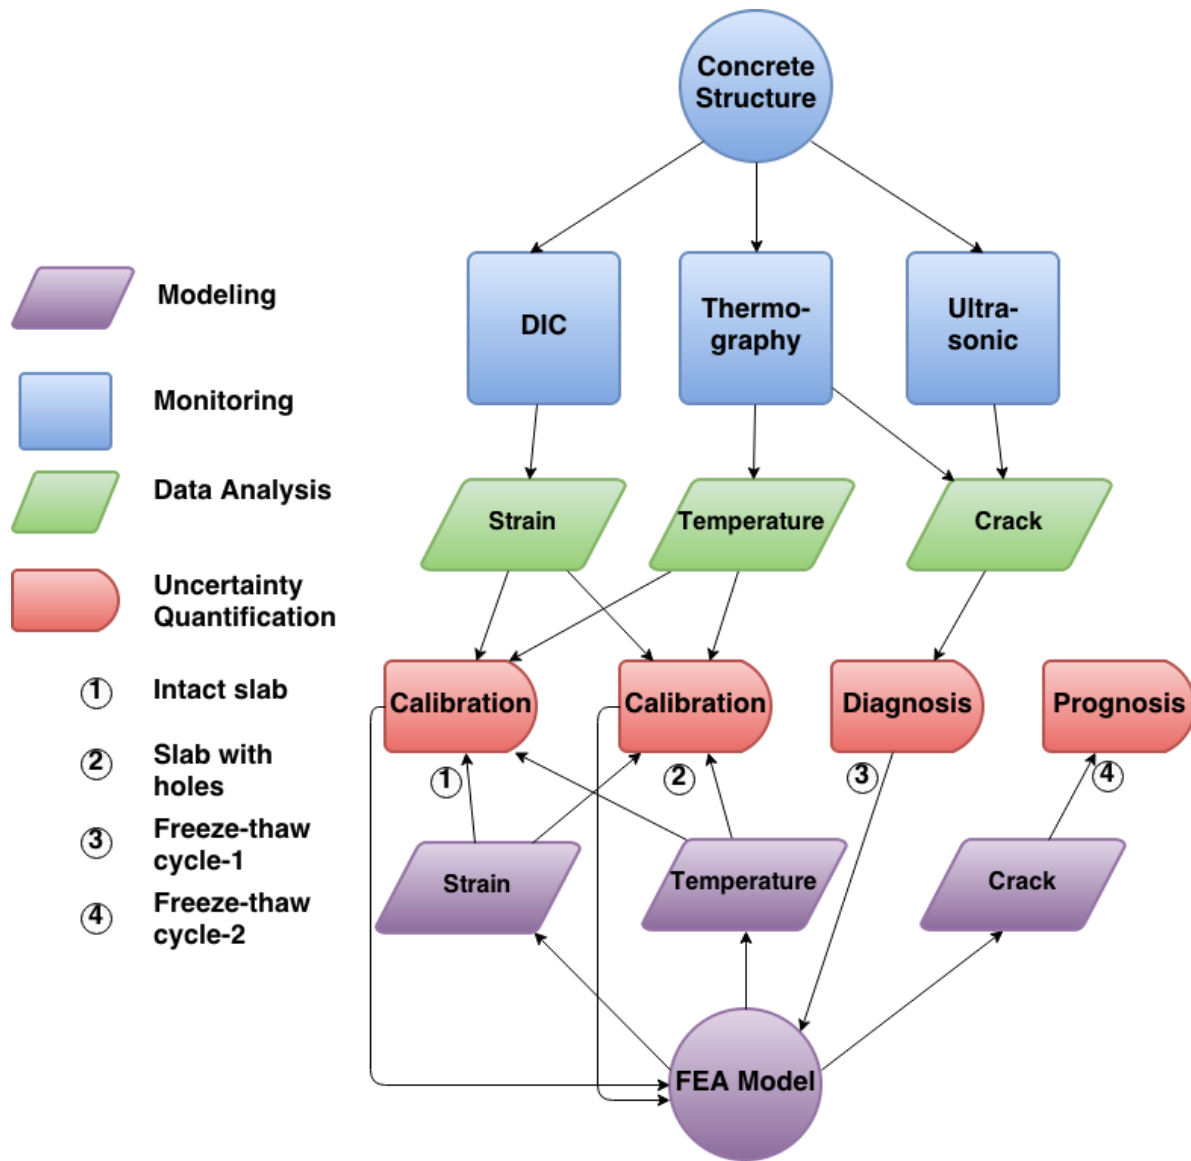 Concrete
Structure
DIC
Thermo-
graphy
Ultra-
sonic
Modeling
Monitoring
Data Analysis
Uncertainty
Quantification
1 Intact slab
2 Slab with
holes
3 Freeze-thaw
cycle-1
4 Freeze-thaw
cycle-2
Strain
Temperature
Crack
Calibration
Calibration
Diagnosis
Prognosis
1
2
3
4
Strain
Temperature
Crack
FEA Model